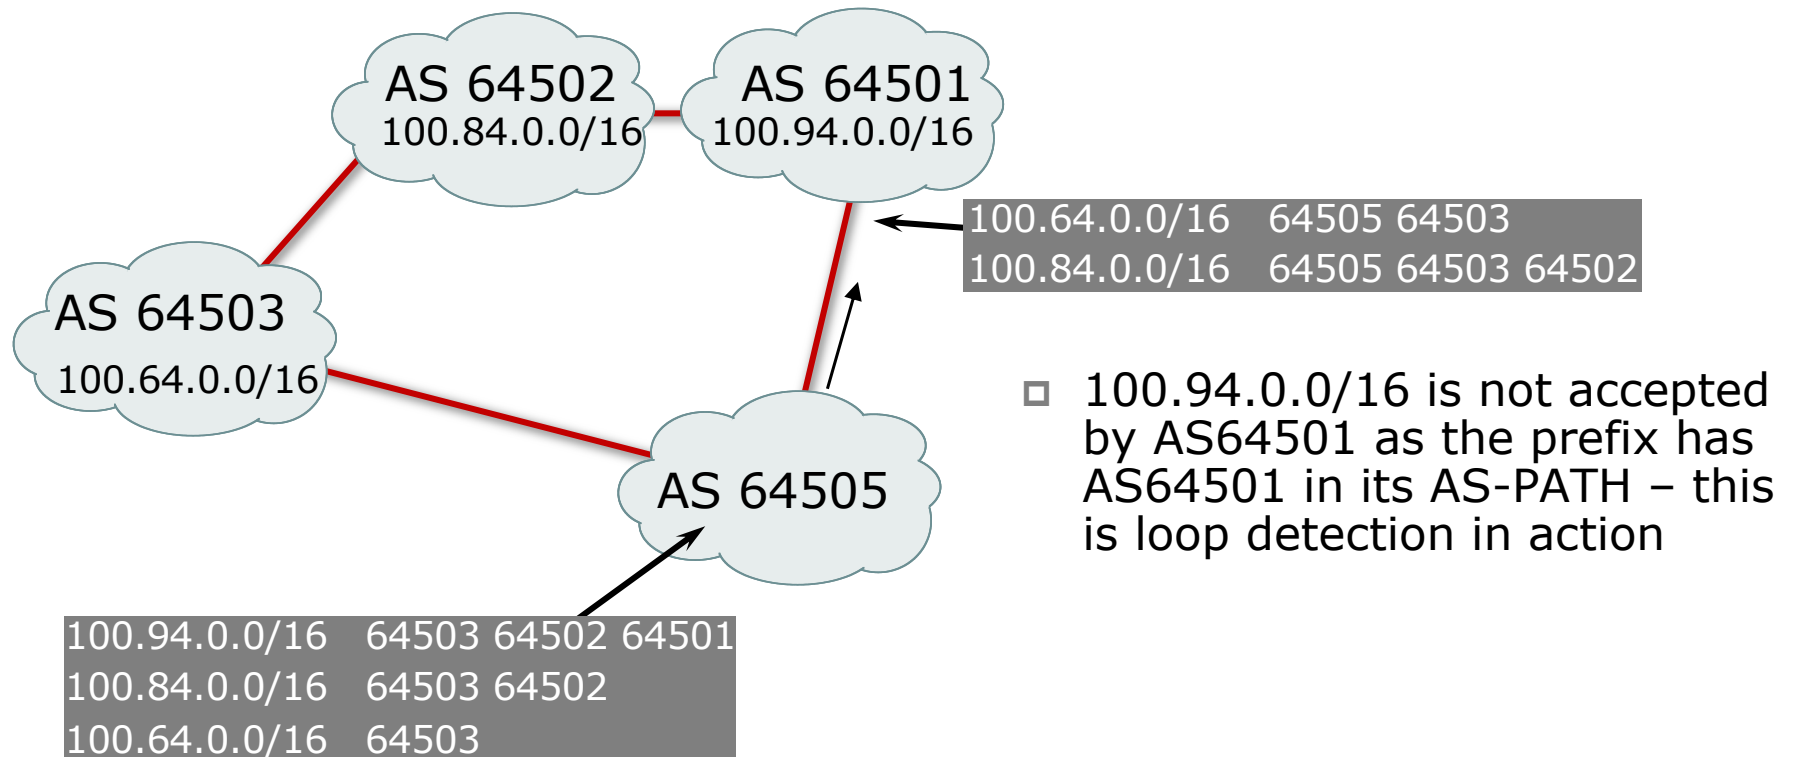 AS 64502
100.84.0.0/16
AS 64501
100.94.0.0/16
100.64.0.0/16 64505 64503
100.84.0.0/16 64505 64503 64502
AS 64503
100.64.0.0/16
AS 64505
100.94.0.0/16 is not accepted
by AS64501 as the prefix has
AS64501 in its AS-PATH – this
is loop detection in action
100.94.0.0/16 64503 64502 64501
100.84.0.0/16 64503 64502
100.64.0.0/16 64503